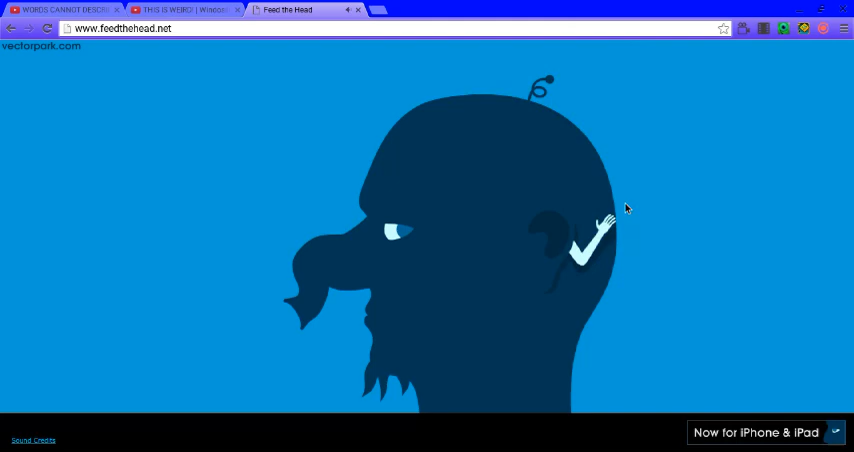 WORDS CANNOT DESCRI
THIS IS WEIRD! | Window
Feed the Head
www.feedthehead.net
vectorpark.com
Sound Credits
Now for iPhone & iPad